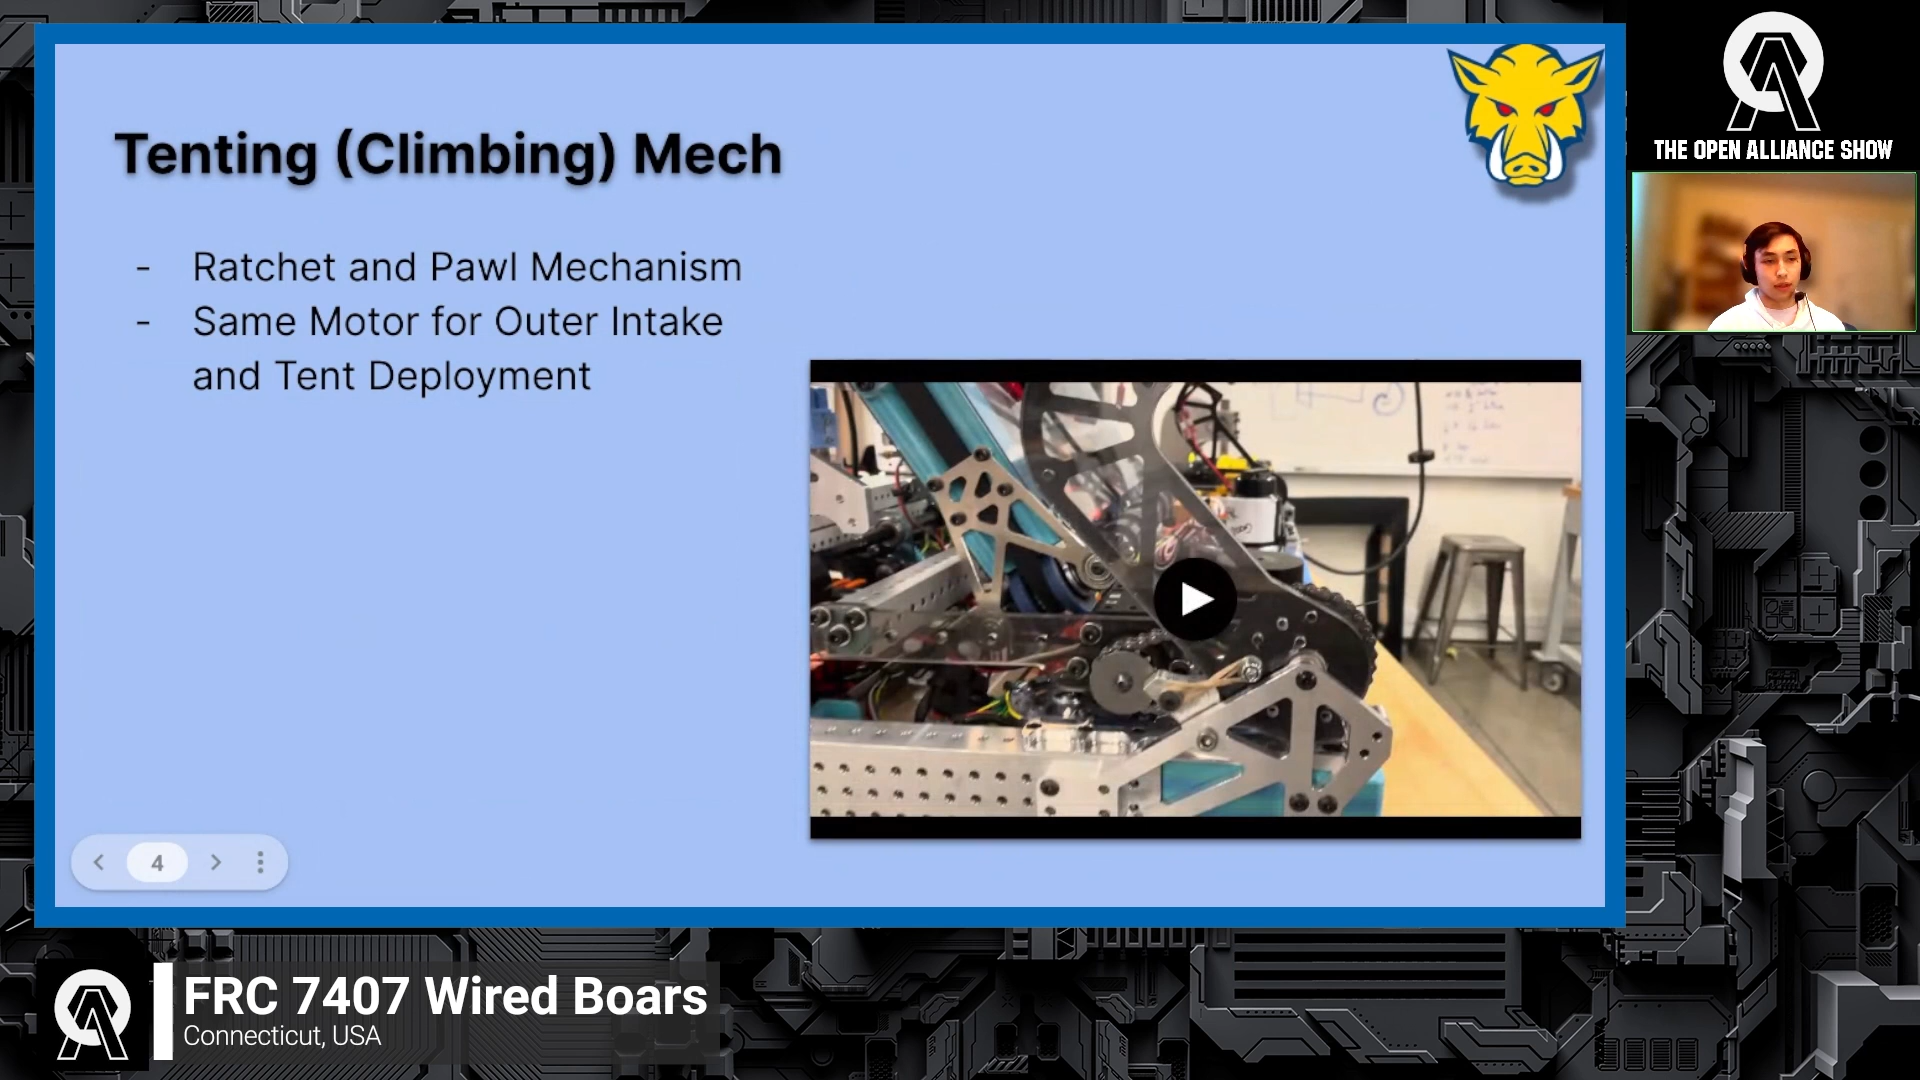 Tenting (Climbing) Mech
- Ratchet and Pawl Mechanism
- Same Motor for Outer Intake
and Tent Deployment
4
THE OPEN ALLIANCE SHOW
FRC 7407 Wired Boars
Connecticut, USA